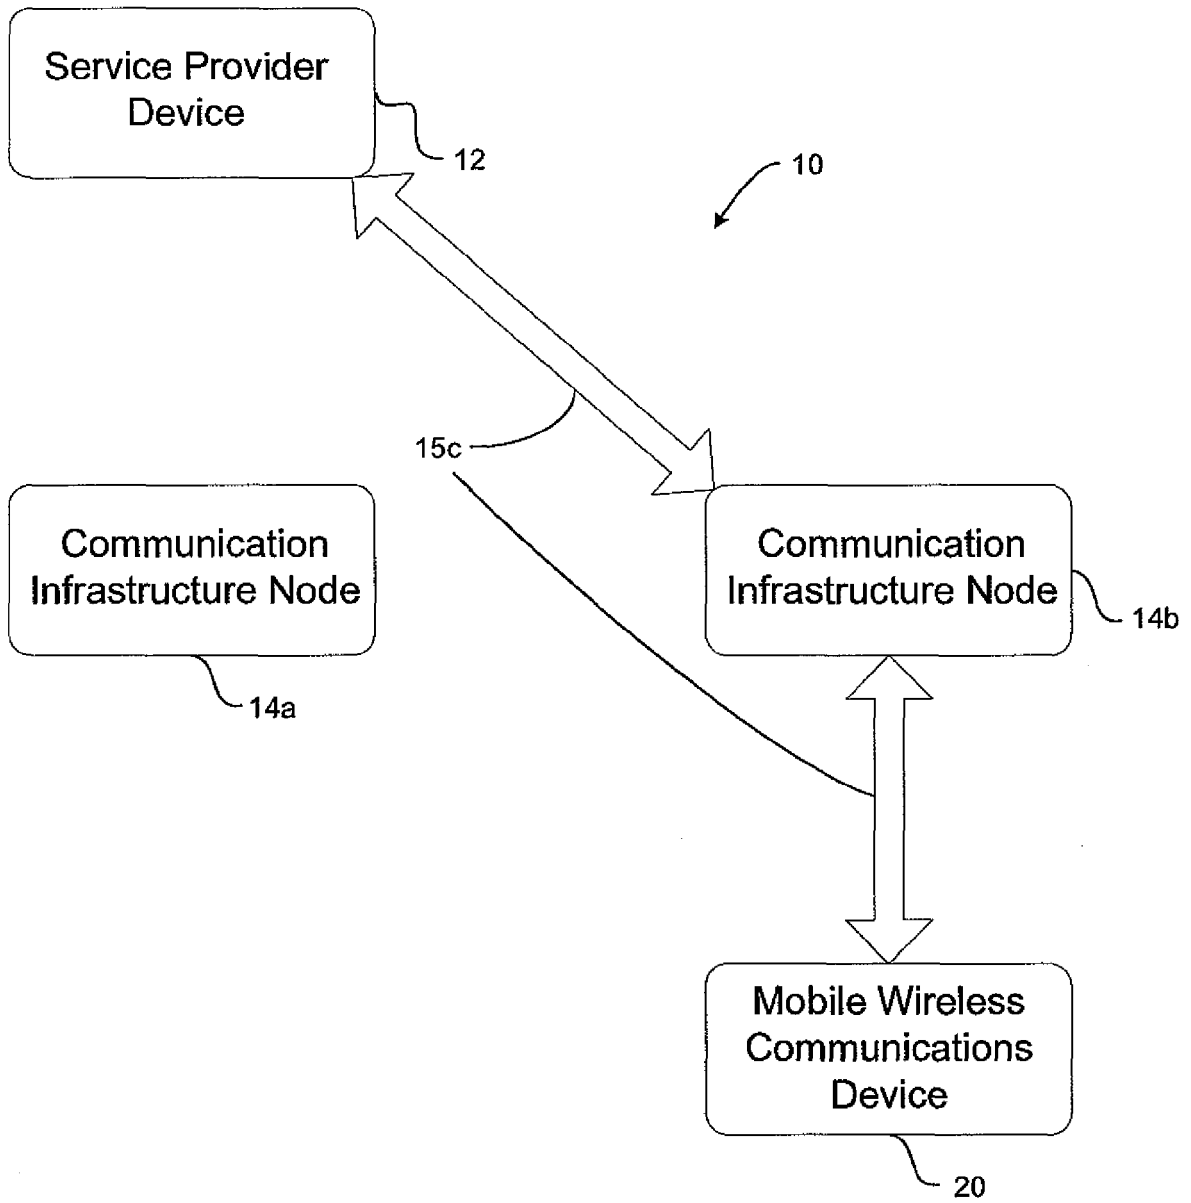 Service Provider
Device
12
10
15c
Communication
Infrastructure Node
14a
Communication
Infrastructure Node
14b
Mobile Wireless
Communications
Device
20